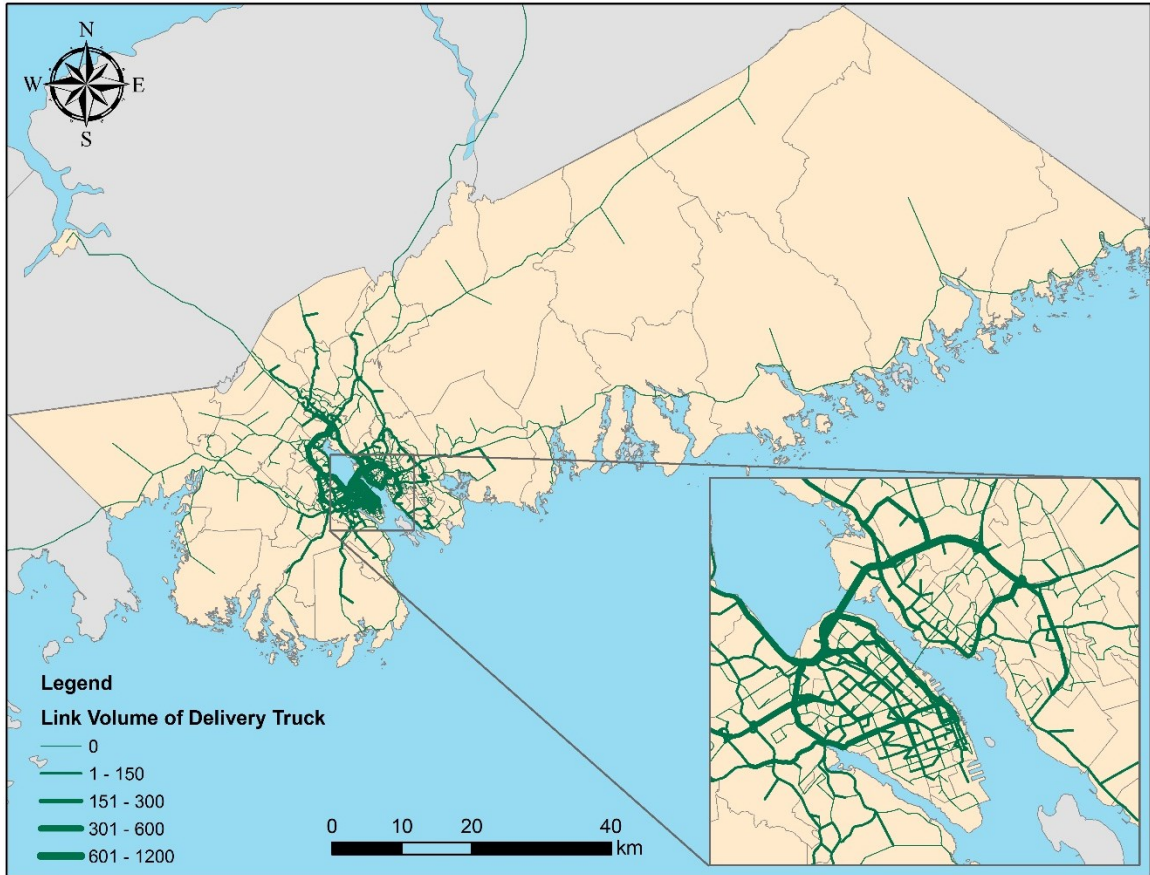 N
W E
S
Legend
Link Volume of Delivery Truck
0
1 - 150
151 - 300
301 - 600
601 - 1200
0 10 20 40
km